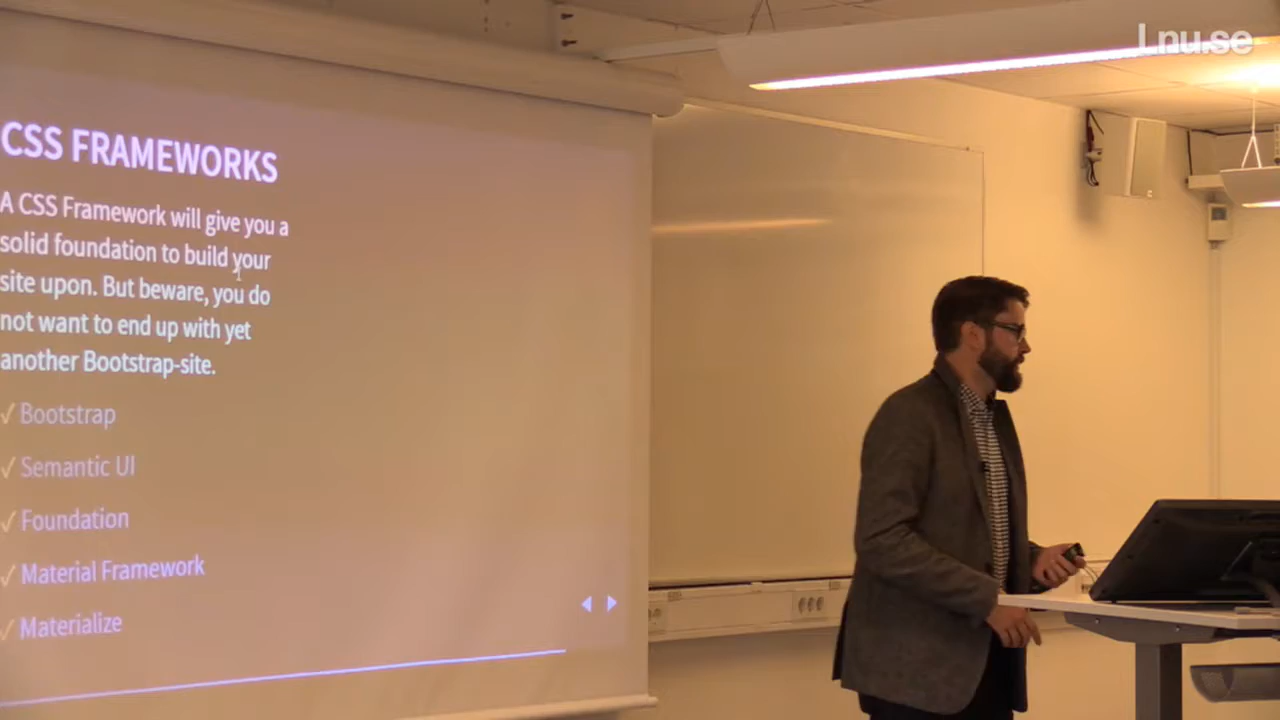 Lnu.se
CSS FRAMEWORKS
A CSS Framework will give you a
solid foundation to build your
site upon. But beware, you do
not want to end up with yet
another Bootstrap-site.
✓ Bootstrap
✓ Semantic UI
✓ Foundation
✓ Material Framework
✓ Materialize